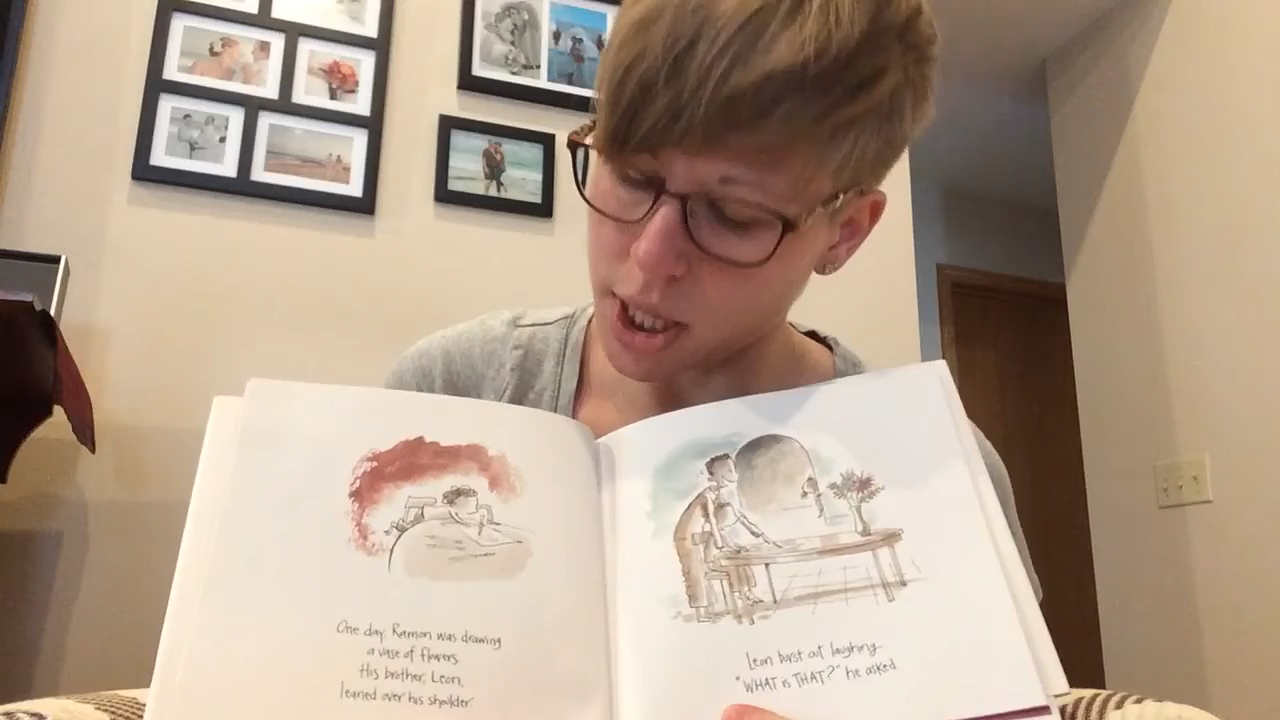 One day, Ramon was drawing
a vase of flowers.
His brother, Leon,
leaned over his shoulder.
Leon burst out laughing.
"WHAT is THAT?" he asked.